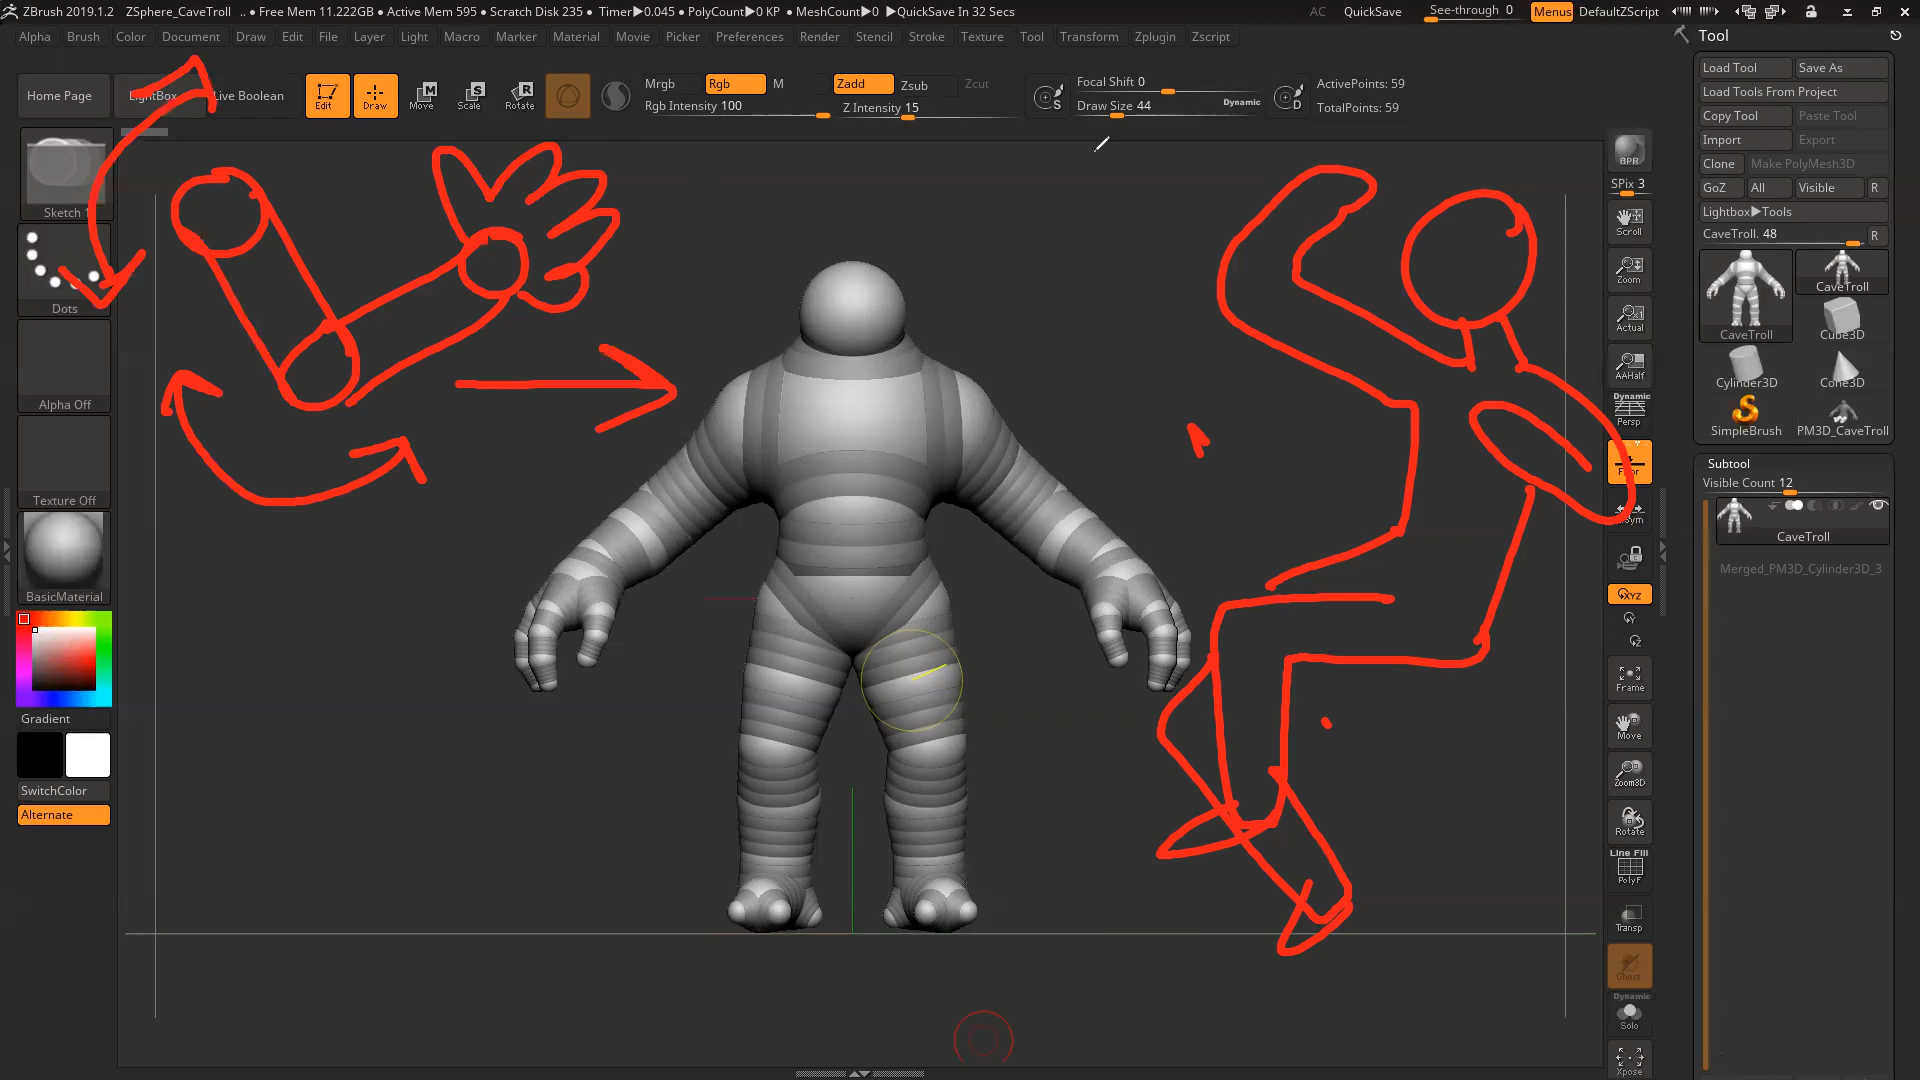 ZBrush 2019.1.2 ZSphere_CaveTroll .. ● Free Mem 11.222GB ● Active Mem 595 ● Scratch Disk 235 ● Timer▶0.045 ● PolyCount▶0 KP ● MeshCount▶0 ▶QuickSave In 32 Secs AC QuickSave See-through 0 Menus DefaultZScript
Alpha Brush Color Document Draw Edit File Layer Light Macro Marker Material Movie Picker Preferences Render Stencil Stroke Texture Tool Transform Zplugin Zscript
Tool
Load Tool Save As
Load Tools From Project
Copy Tool Paste Tool
Import Export
Clone Make PolyMesh3D
GoZ All Visible R
Lightbox▶Tools
CaveTroll. 48 R
CaveTroll
CaveTroll
Cube3D
Cylinder3D
Cone3D
SimpleBrush
PM3D_CaveTroll
Subtool
Visible Count 12
CaveTroll
Merged_PM3D_Cylinder3D_3
Home Page LightBox Live Boolean Edit Draw Move Scale Rotate
M S R
Mrgb Rgb M Zadd Zsub Zcut
Rgb Intensity 100 Z Intensity 15
S Focal Shift 0
Draw Size 44 Dynamic D
ActivePoints: 59
TotalPoints: 59
Sketch 1
Dots
Alpha Off
Texture Off
BasicMaterial
Gradient
SwitchColor
Alternate
BPR
SPix 3
Scroll
Zoom
Actual
AAHalf
Dynamic
Persp
Floor
XYZ
Frame
Move
Zoom3D
Rotate
Line Fill
PolyF
Transp
Ghost
Dynamic
Solo
Xpose